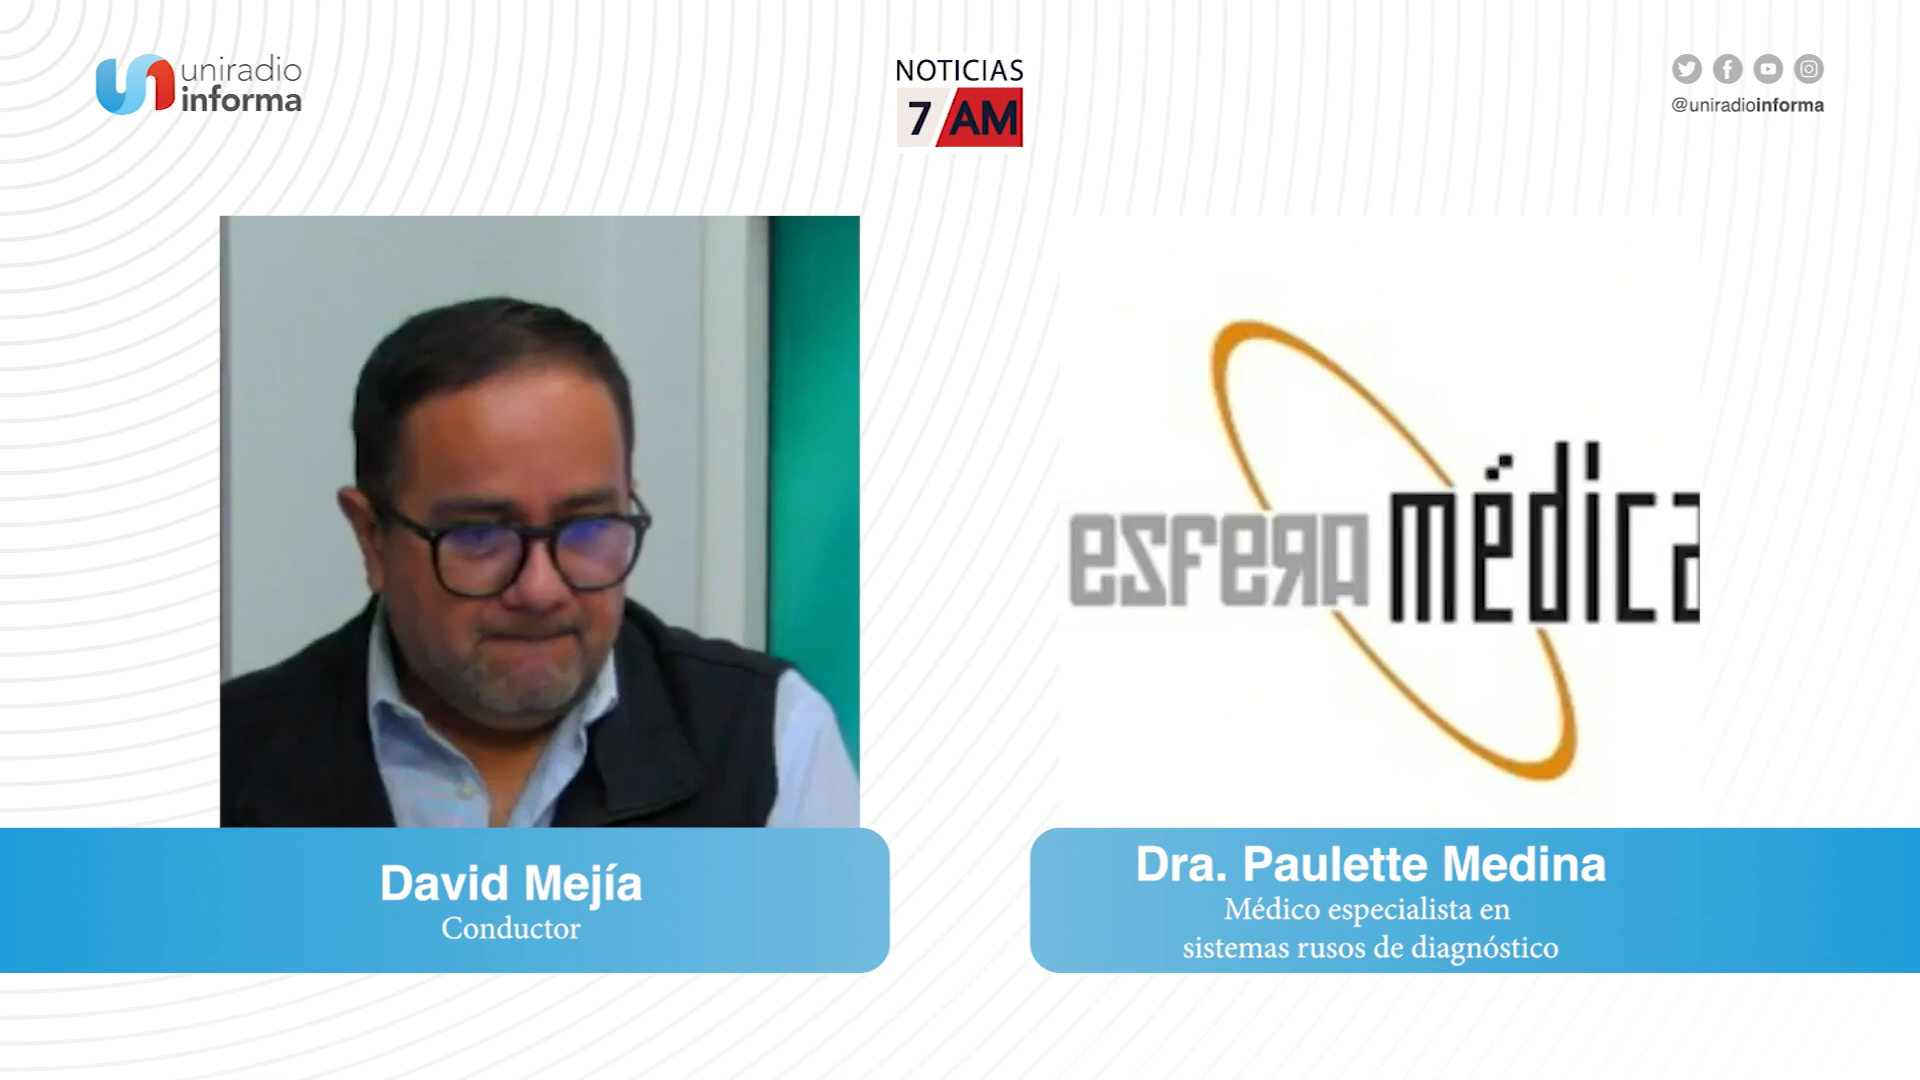 uniradio
informa
NOTICIAS
7 AM
@uniradioinforma
esfera médica
David Mejía
Conductor
Dra. Paulette Medina
Médico especialista en
sistemas rusos de diagnóstico